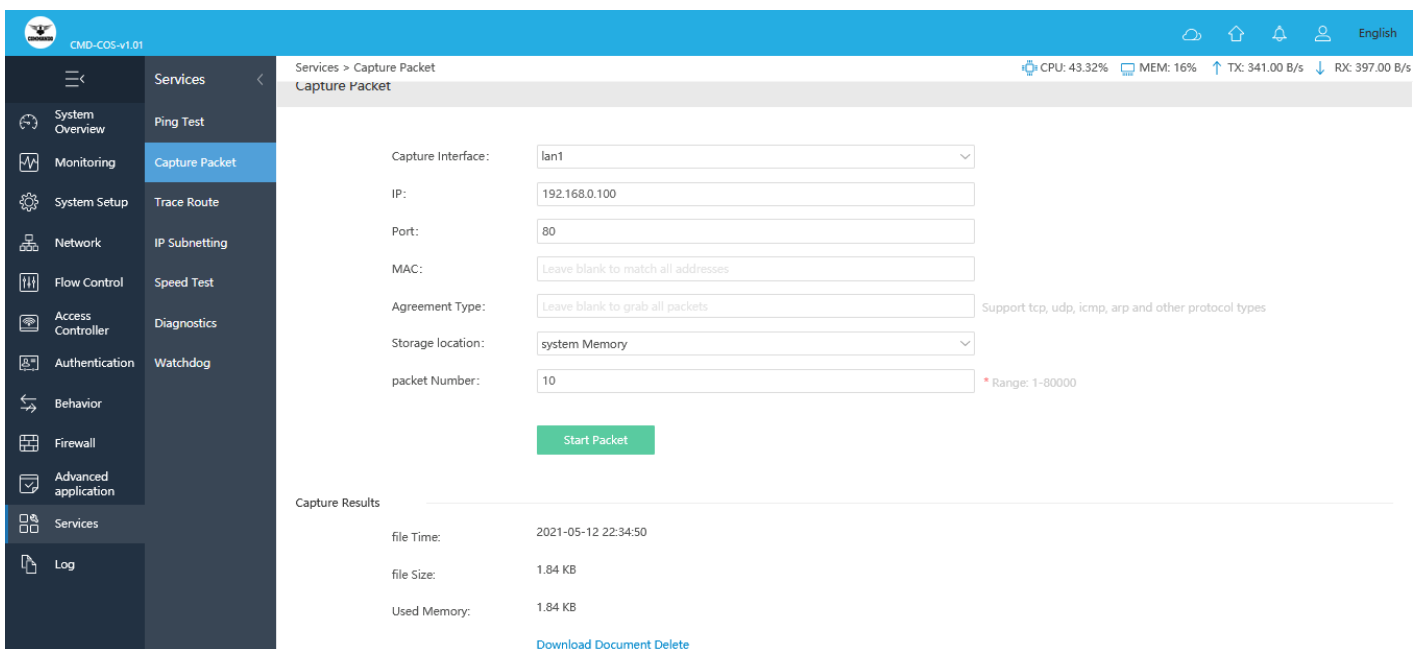 COMMANDO
CMD-COS-v1.01
English
Services
Services > Capture Packet
CPU: 43.32% MEM: 16% TX: 341.00 B/s RX: 397.00 B/s
Capture Packet
System Overview
Monitoring
System Setup
Network
Flow Control
Access Controller
Authentication
Behavior
Firewall
Advanced application
Services
Log
Ping Test
Capture Packet
Trace Route
IP Subnetting
Speed Test
Diagnostics
Watchdog
Capture Interface: lan1
IP: 192.168.0.100
Port: 80
MAC: Leave blank to match all addresses
Agreement Type: Leave blank to grab all packets Support tcp, udp, icmp, arp and other protocol types
Storage location: system Memory
packet Number: 10 * Range: 1-80000
Start Packet
Capture Results
file Time: 2021-05-12 22:34:50
file Size: 1.84 KB
Used Memory: 1.84 KB
Download Document Delete